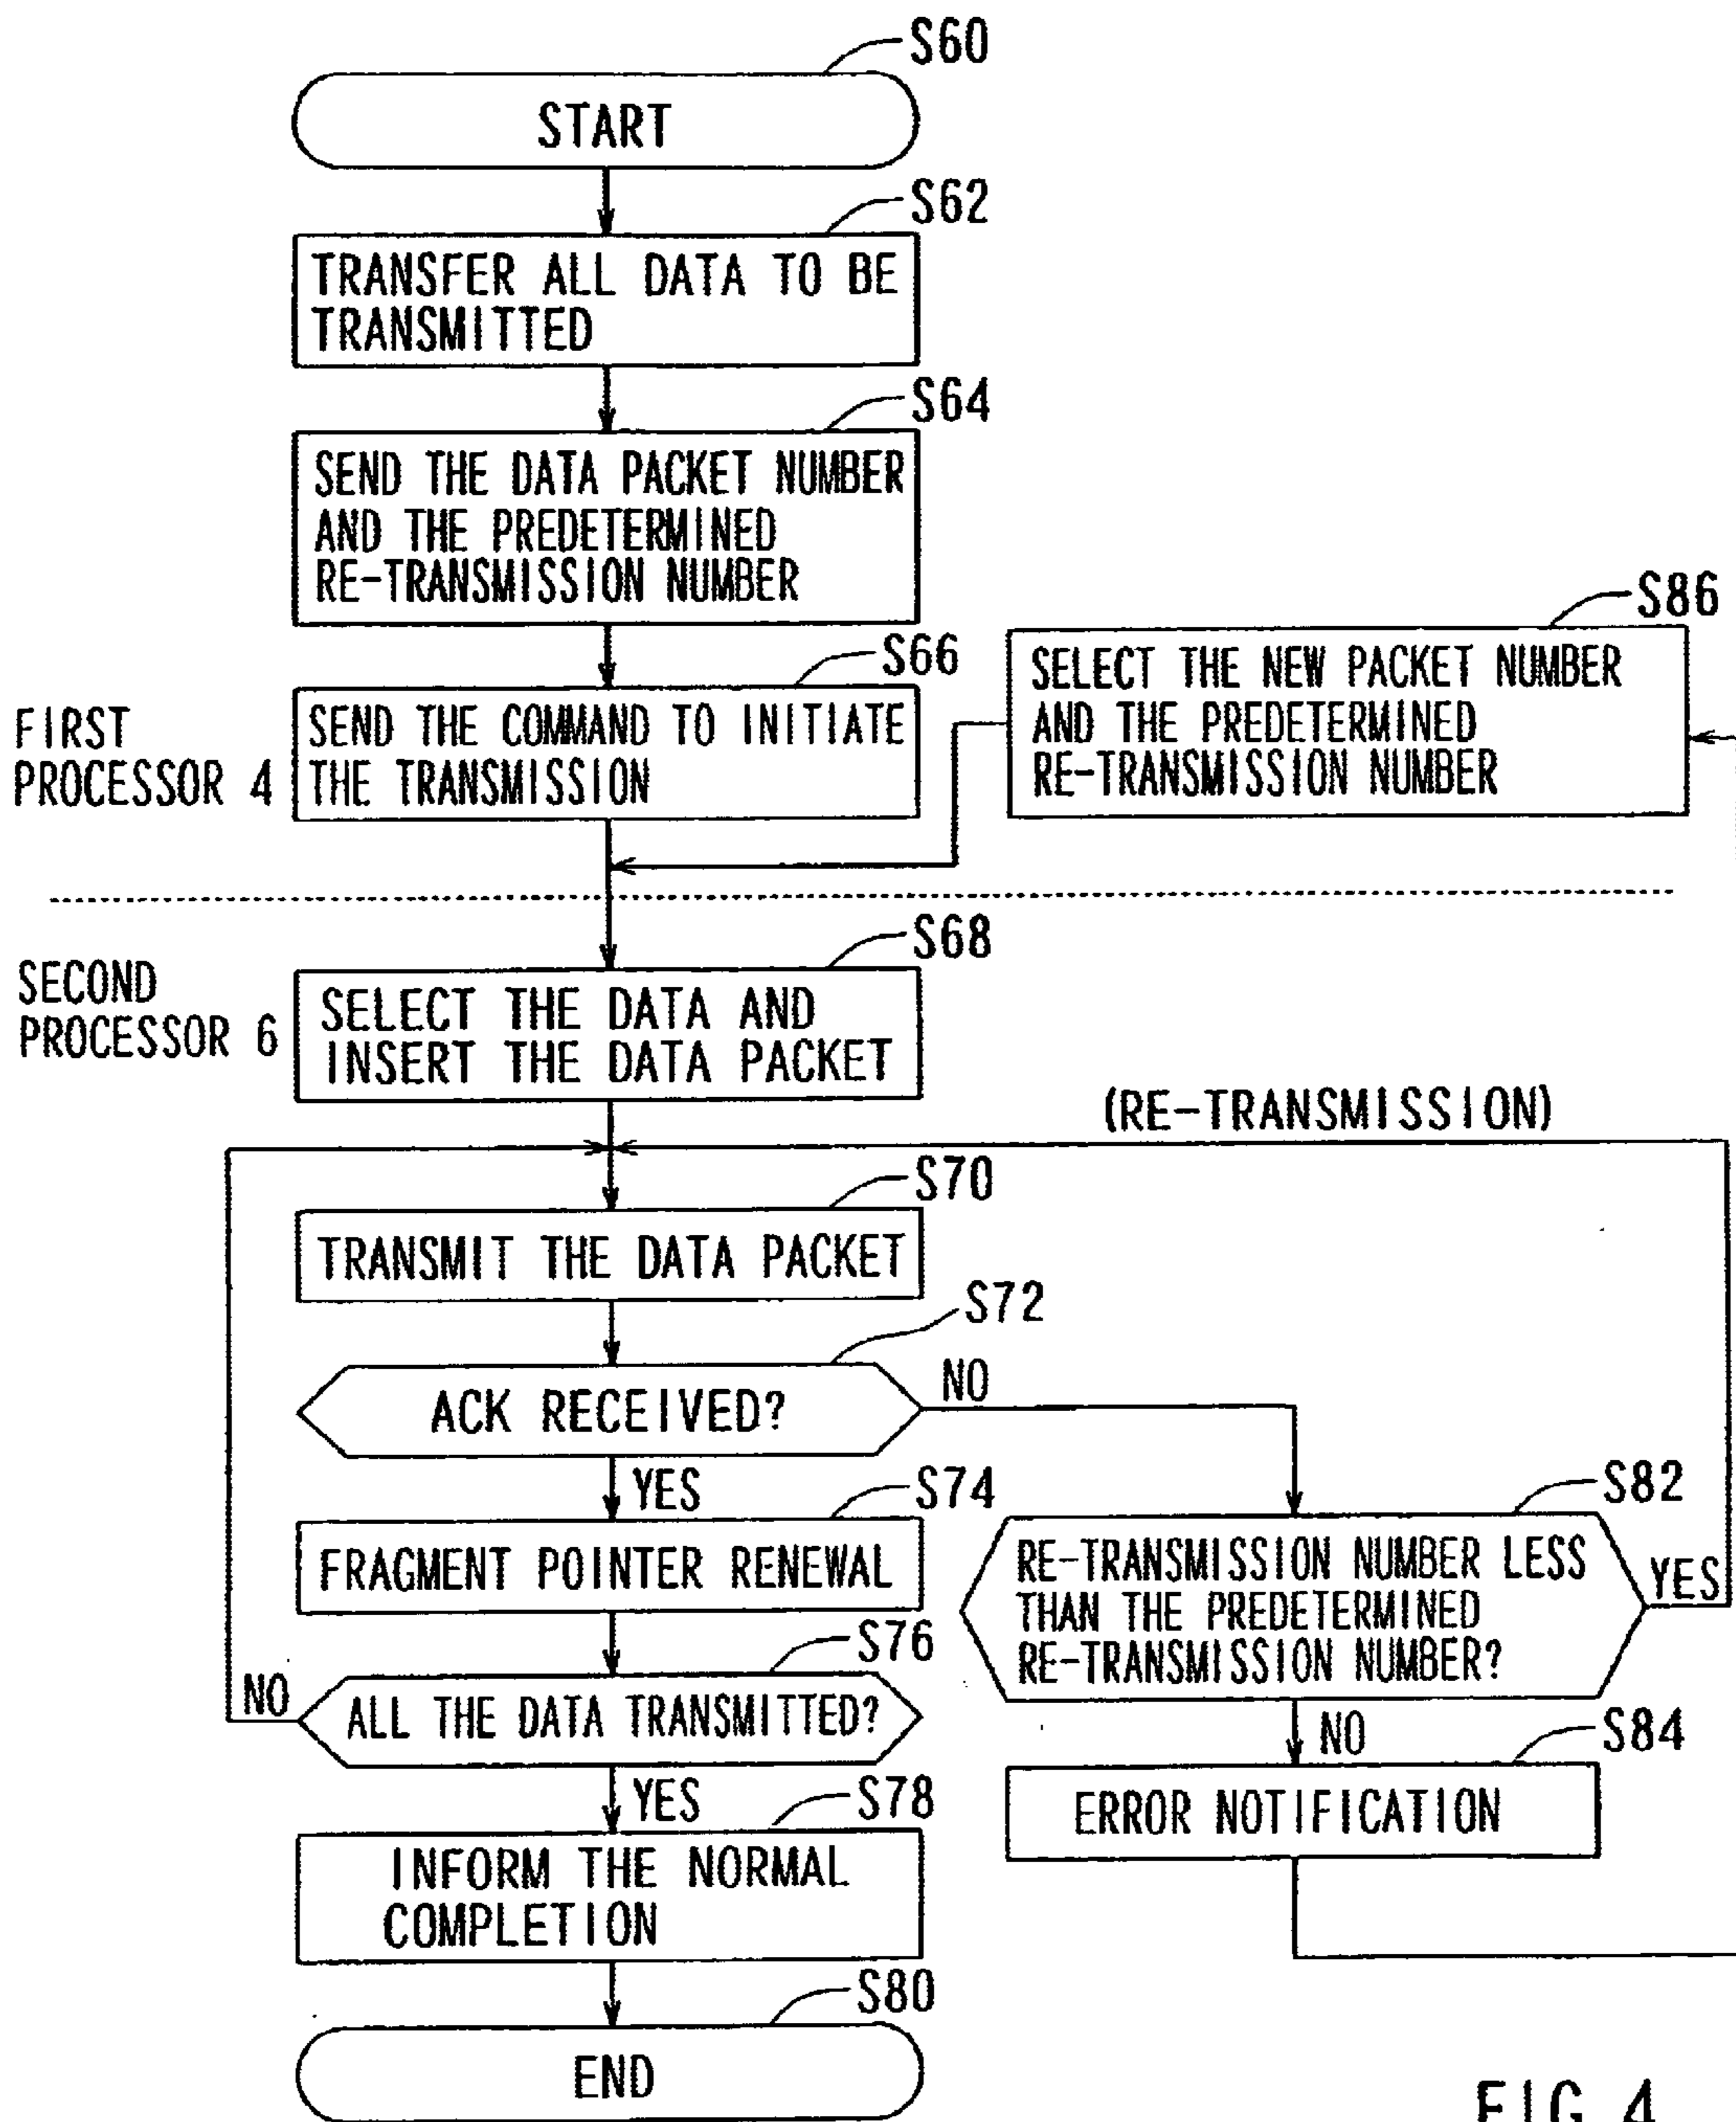 S60
START
S62
TRANSFER ALL DATA TO BE
TRANSMITTED
S64
SEND THE DATA PACKET NUMBER
AND THE PREDETERMINED
RE-TRANSMISSION NUMBER
S86
SELECT THE NEW PACKET NUMBER
AND THE PREDETERMINED
RE-TRANSMISSION NUMBER
S66
FIRST
PROCESSOR 4
SEND THE COMMAND TO INITIATE
THE TRANSMISSION
SECOND
PROCESSOR 6
S68
SELECT THE DATA AND
INSERT THE DATA PACKET
(RE-TRANSMISSION)
S70
TRANSMIT THE DATA PACKET
S72
ACK RECEIVED?
NO
YES
S74
FRAGMENT POINTER RENEWAL
S82
RE-TRANSMISSION NUMBER LESS
THAN THE PREDETERMINED
RE-TRANSMISSION NUMBER?
YES
S76
NO
ALL THE DATA TRANSMITTED?
NO
S84
ERROR NOTIFICATION
YES
S78
INFORM THE NORMAL
COMPLETION
S80
END
FIG.4